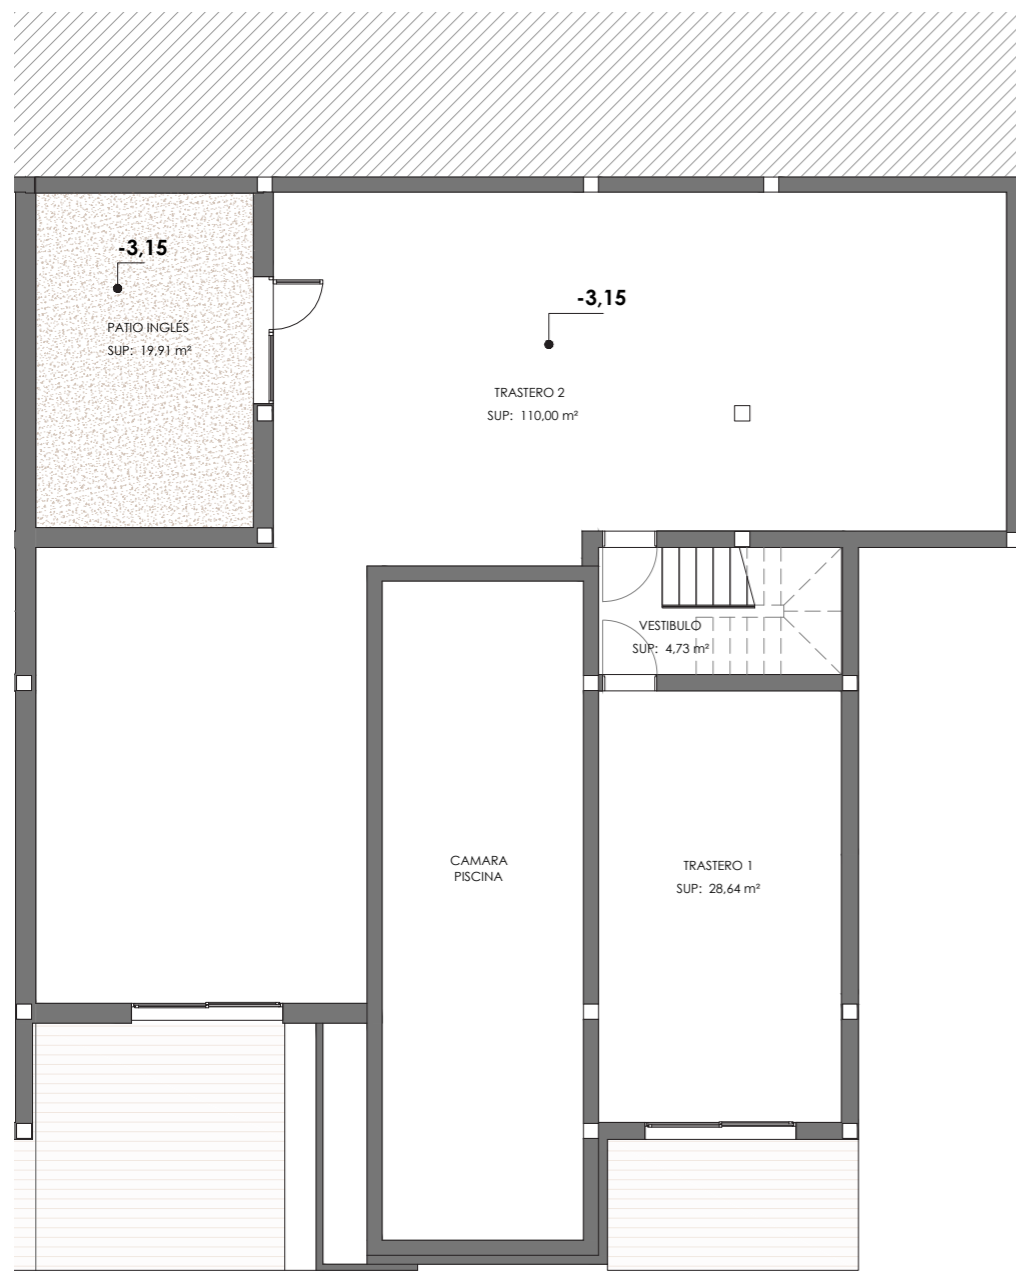 -3,15
PATIO INGLÉS
SUP: 19,91 m²
-3,15
TRASTERO 2
SUP: 110,00 m²
VESTIBULO
SUP: 4,73 m²
CAMARA
PISCINA
TRASTERO 1
SUP: 28,64 m²